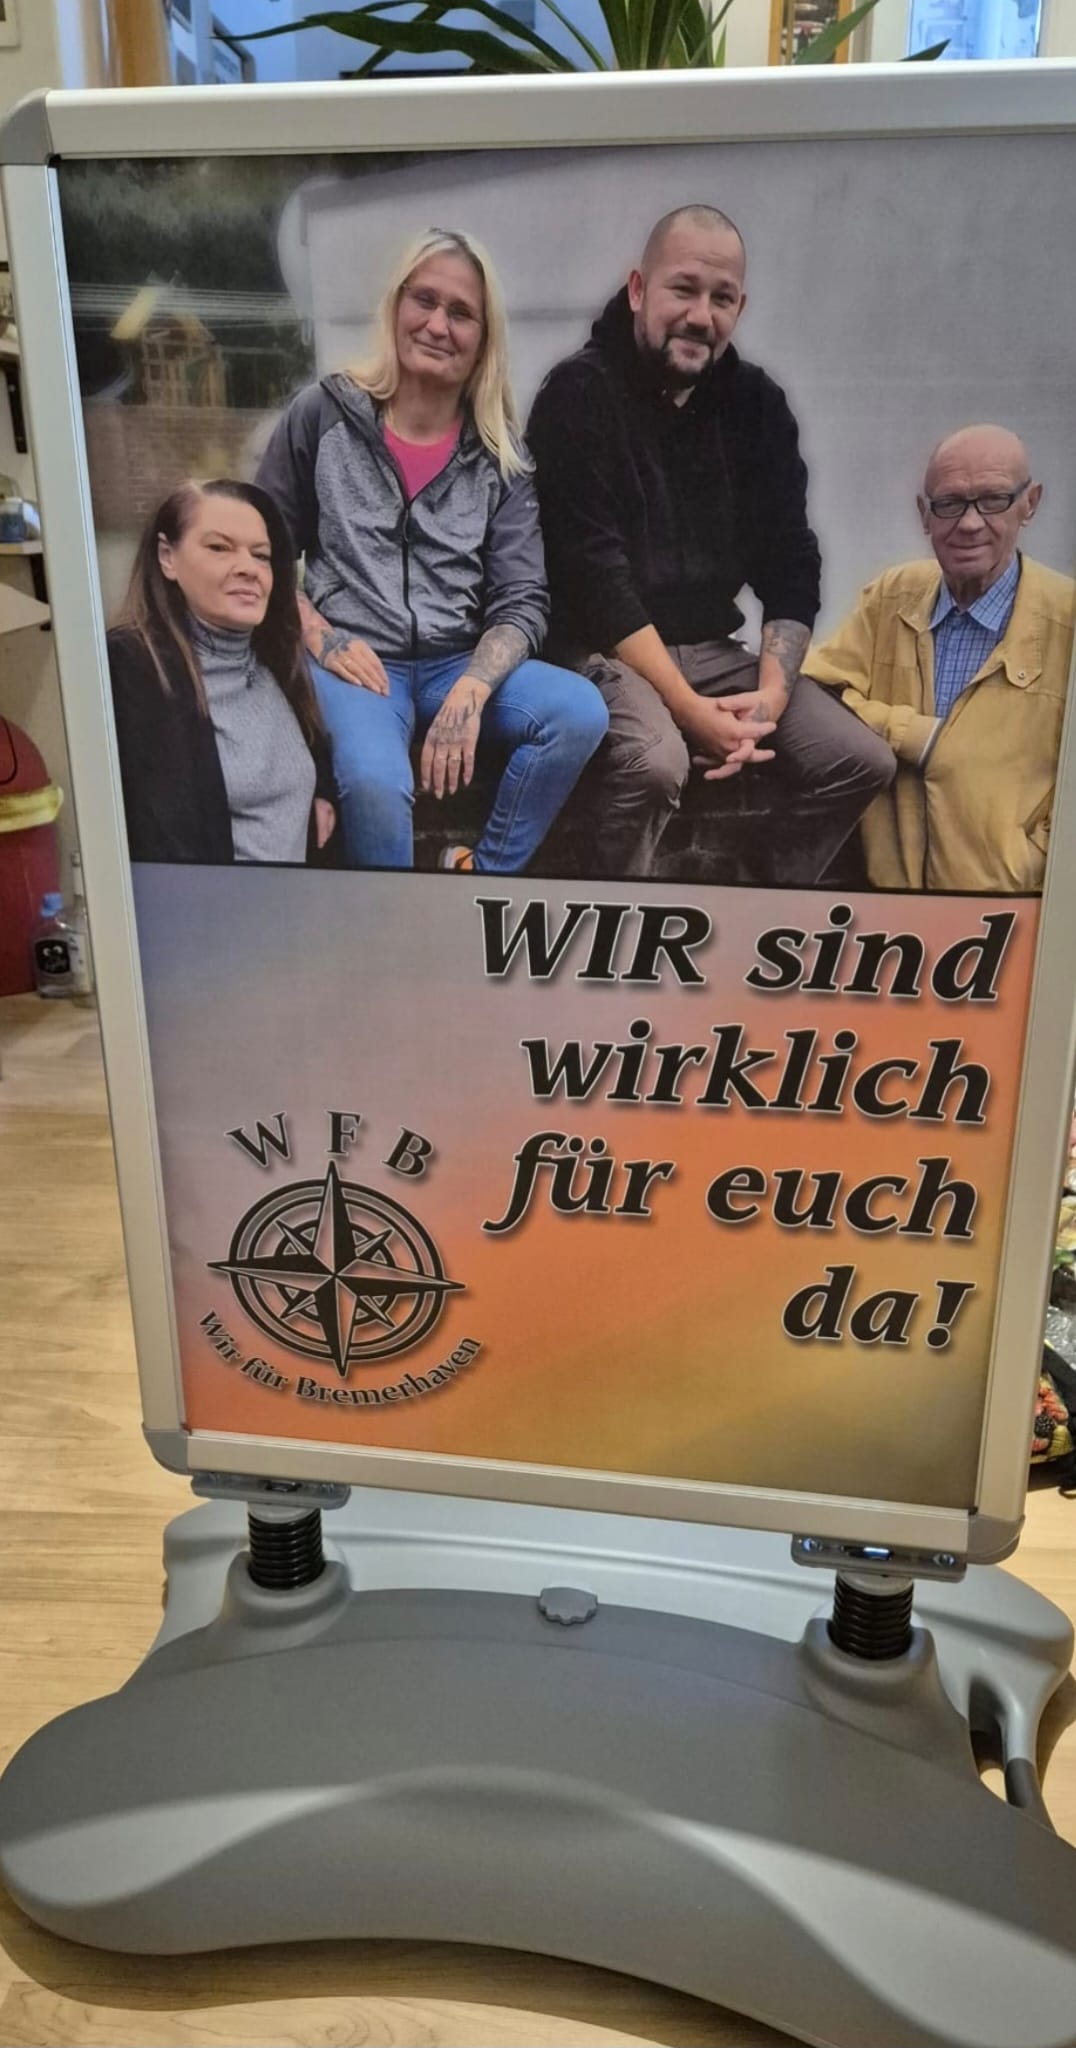 WIR sind
wirklich
für euch
da!
W F B
Wir für Bremerhaven